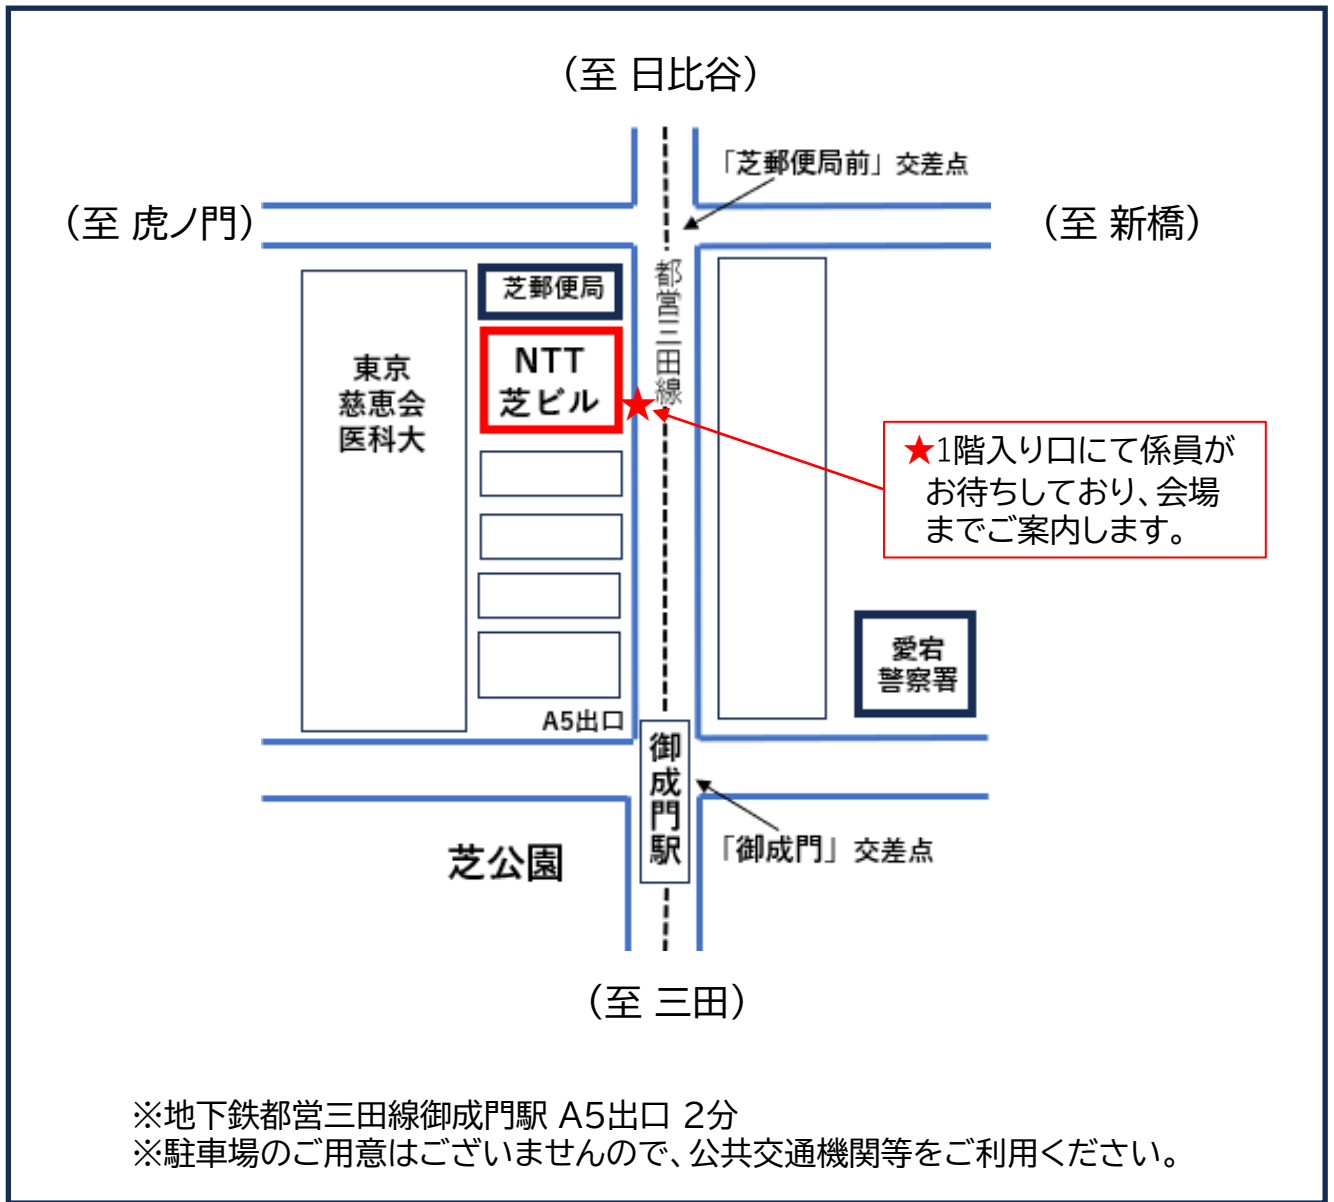 （至 日比谷）
「芝郵便局前」交差点
（至 虎ノ門）
（至 新橋）
都営三田線
芝郵便局
NTT
芝ビル
東京
慈恵会
医科大
★1階入り口にて係員が
お待ちしており、会場
までご案内します。
愛宕
警察署
A5出口
御成門駅
「御成門」交差点
芝公園
（至 三田）
※地下鉄都営三田線御成門駅 A5出口 2分
※駐車場のご用意はございませんので、公共交通機関等をご利用ください。